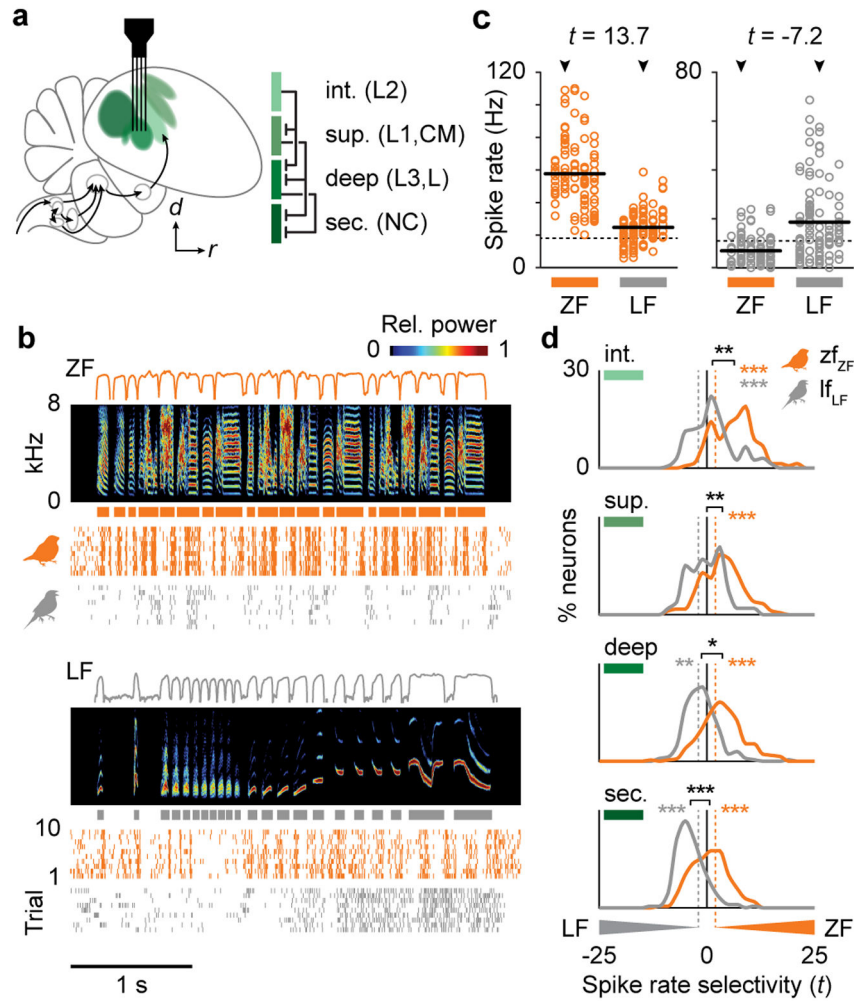 a
int. (L2)
sup. (L1,CM)
deep (L3,L)
sec. (NC)
d
r
c
t = 13.7
t = -7.2
120
80
Spike rate (Hz)
0
0
ZF
LF
ZF
LF
b
Rel. power
0
1
ZF
8
kHz
0
LF
10
1
Trial
1 s
d
int.
**
***
***
zfZF
lfLF
30
0
sup.
**
***
% neurons
deep
**
*
***
sec.
***
***
***
LF
ZF
-25
0
25
Spike rate selectivity (t)